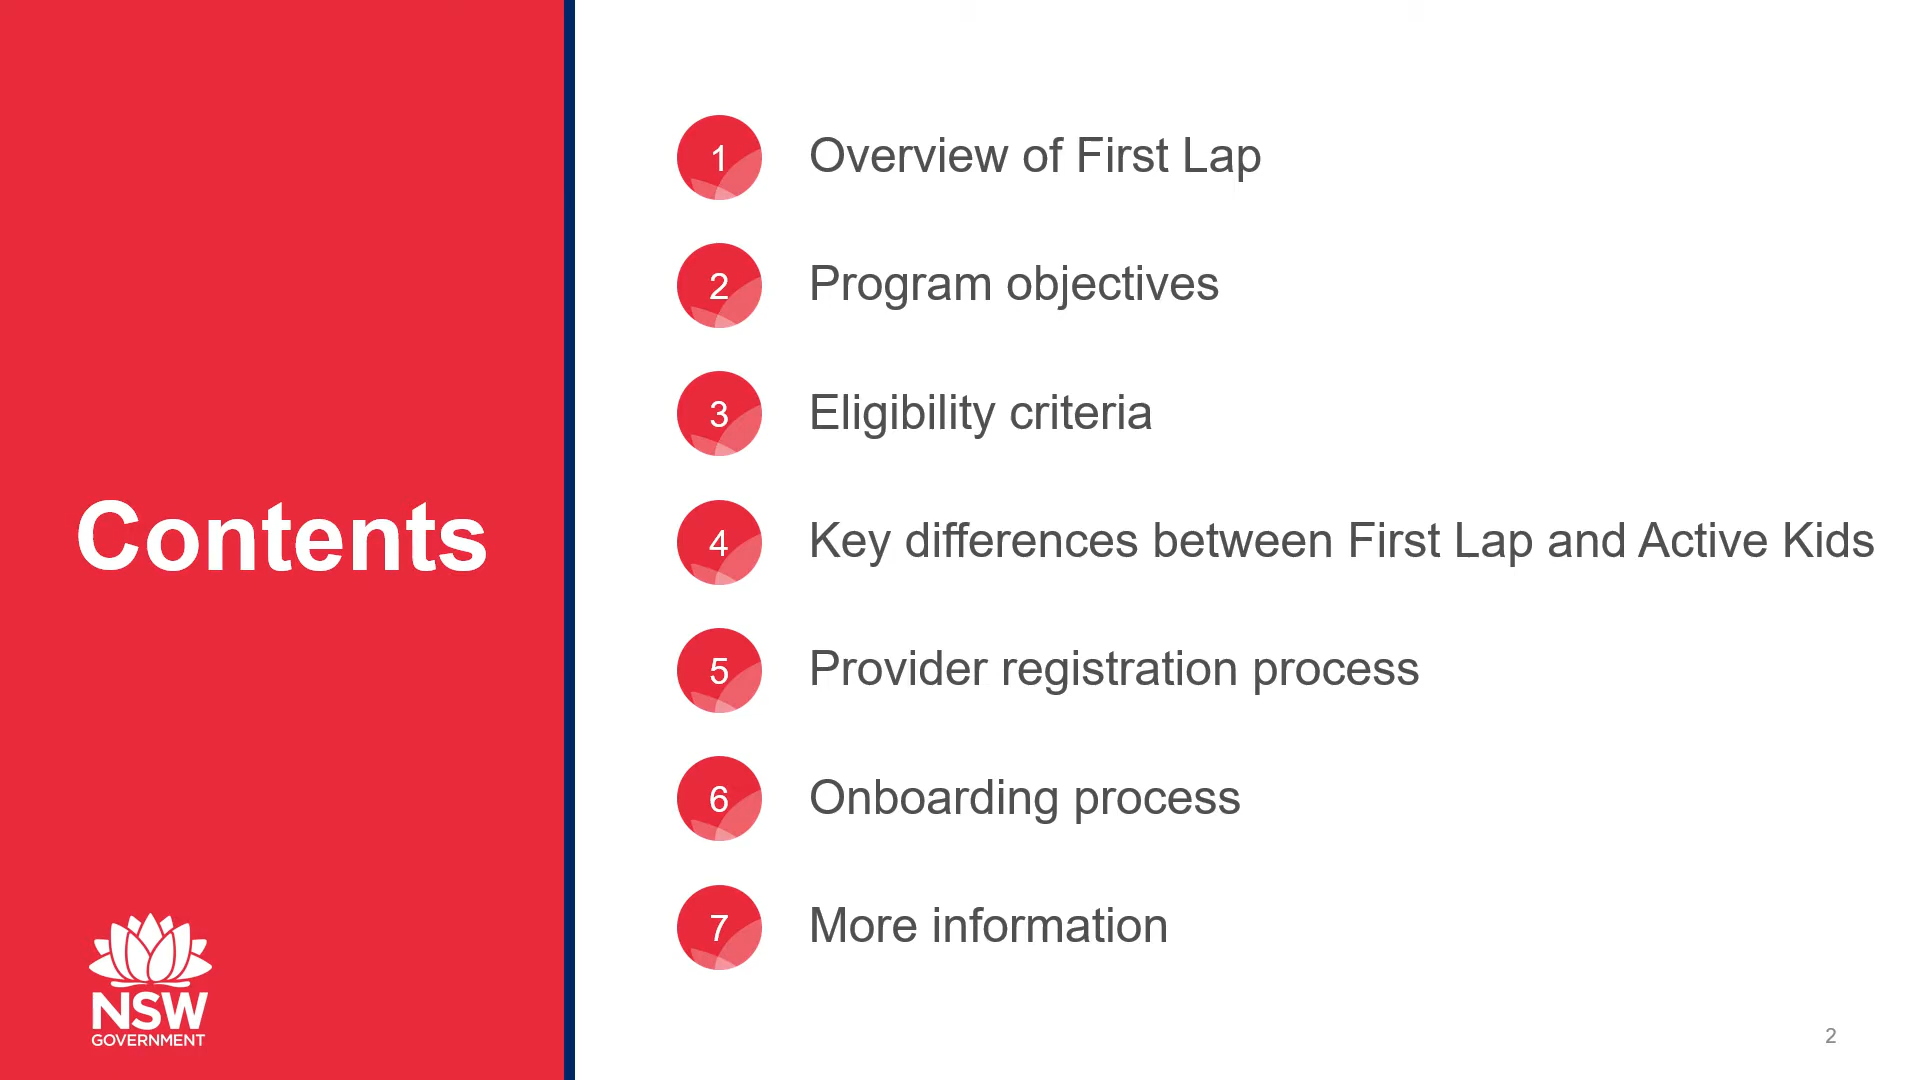 Contents
1 Overview of First Lap
2 Program objectives
3 Eligibility criteria
4 Key differences between First Lap and Active Kids
5 Provider registration process
6 Onboarding process
7 More information
NSW
GOVERNMENT
2